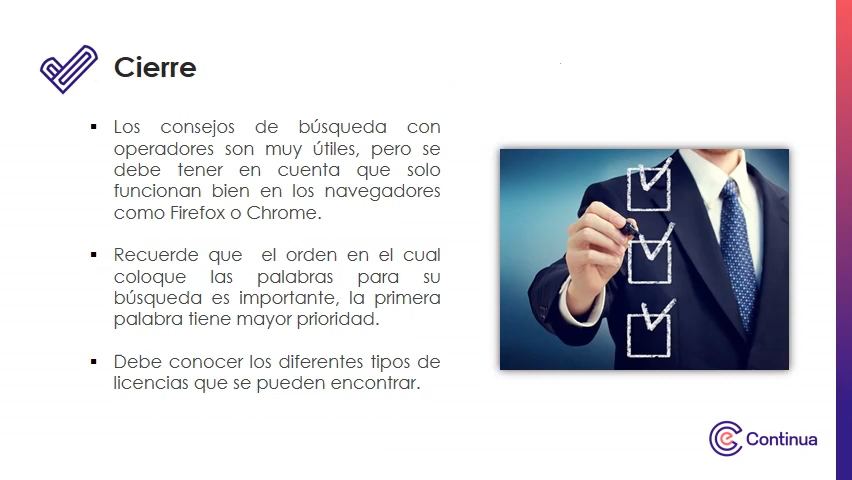 Cierre
▪ Los consejos de búsqueda con
operadores son muy útiles, pero se
debe tener en cuenta que solo
funcionan bien en los navegadores
como Firefox o Chrome.
▪ Recuerde que el orden en el cual
coloque las palabras para su
búsqueda es importante, la primera
palabra tiene mayor prioridad.
▪ Debe conocer los diferentes tipos de
licencias que se pueden encontrar.
Continua